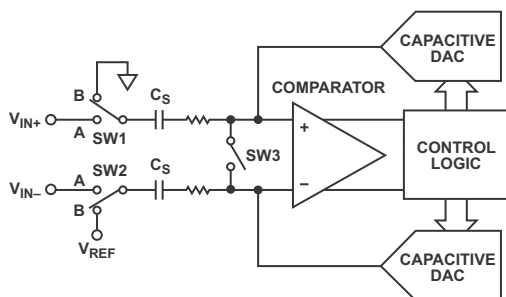 CAPACITIVE
DAC
COMPARATOR
B
C_S
V_IN+
A
SW1
+
SW3
CONTROL
LOGIC
C_S
SW2
A
V_IN–
B
–
V_REF
CAPACITIVE
DAC